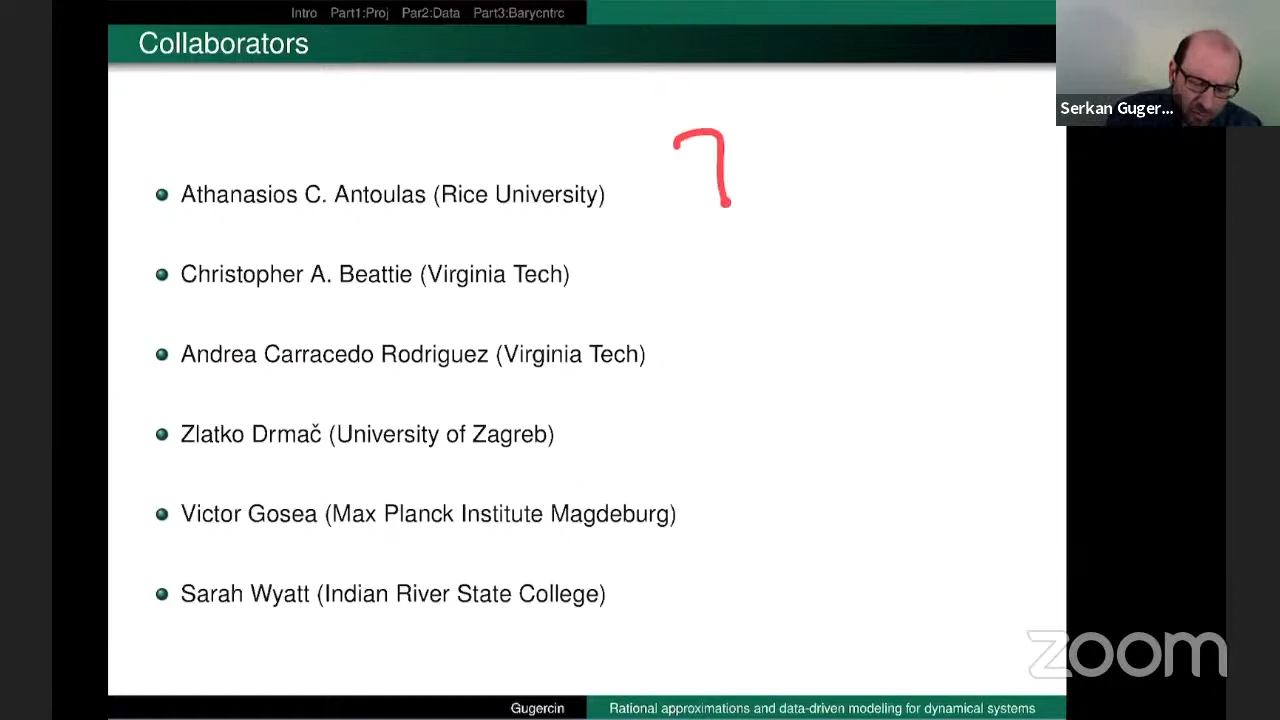 Intro Part1:Proj Par2:Data Part3:Barycntrc
Collaborators
Serkan Guger...
7
Athanasios C. Antoulas (Rice University)
Christopher A. Beattie (Virginia Tech)
Andrea Carracedo Rodriguez (Virginia Tech)
Zlatko Drmač (University of Zagreb)
Victor Gosea (Max Planck Institute Magdeburg)
Sarah Wyatt (Indian River State College)
zoom
Gugercin Rational approximations and data-driven modeling for dynamical systems